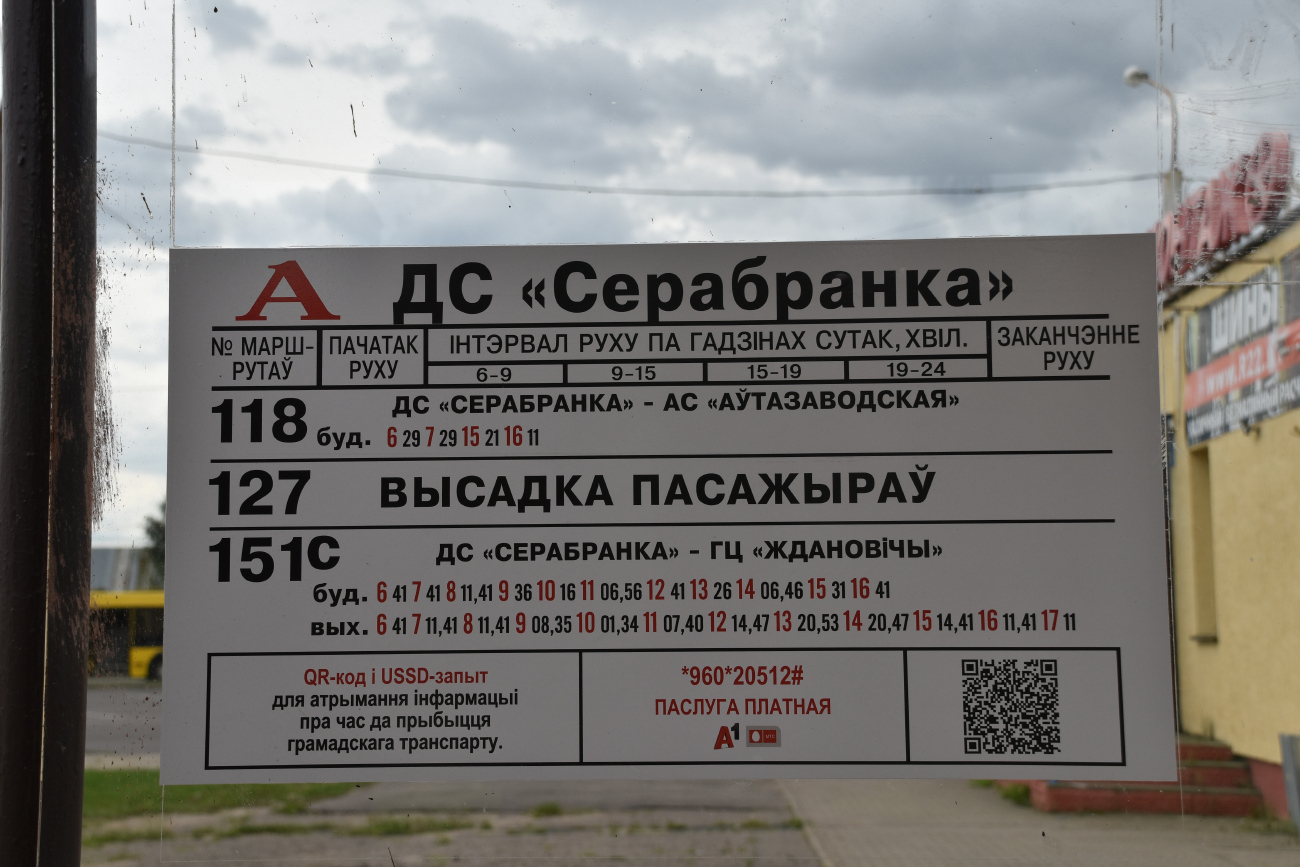 А ДС «Серабранка»
№ МАРШ-
РУТАЎ
ПАЧАТАК
РУХУ
ІНТЭРВАЛ РУХУ ПА ГАДЗІНАХ СУТАК, ХВІЛ.
6-9 9-15 15-19 19-24
ЗАКАНЧЭННЕ
РУХУ
118 ДС «СЕРАБРАНКА» - АС «АЎТАЗАВОДСКАЯ»
буд. 6 29 7 29 15 21 16 11
127 ВЫСАДКА ПАСАЖЫРАЎ
151С ДС «СЕРАБРАНКА» - ГЦ «ЖДАНОВіЧЫ»
буд. 6 41 7 41 8 11,41 9 36 10 16 11 06,56 12 41 13 26 14 06,46 15 31 16 41
вых. 6 41 7 11,41 8 11,41 9 08,35 10 01,34 11 07,40 12 14,47 13 20,53 14 20,47 15 14,41 16 11,41 17 11
QR-код і USSD-запыт
для атрымання інфармацыі
пра час да прыбыцця
грамадскага транспарту.
*960*20512#
ПАСЛУГА ПЛАТНАЯ
А1 МТС
ШИНЫ